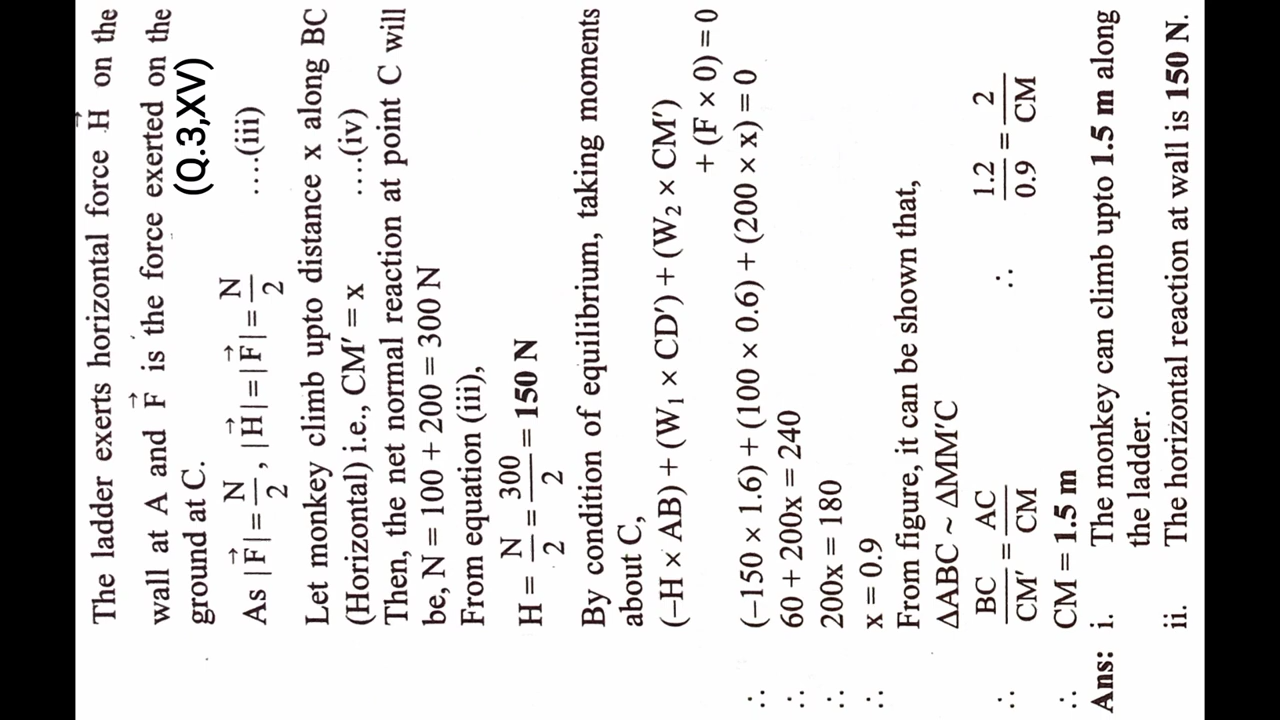 The ladder exerts horizontal force H⃗ on the
wall at A and F⃗ is the force exerted on the
ground at C.
(Q.3,XV)
As |F⃗| = N/2, |H⃗| = |F⃗| = N/2 ....(iii)
Let monkey climb upto distance x along BC
(Horizontal) i.e., CM′ = x ....(iv)
Then, the net normal reaction at point C will
be, N = 100 + 200 = 300 N
From equation (iii),
H = N/2 = 300/2 = 150 N
By condition of equilibrium, taking moments
about C,
(–H × AB) + (W₁ × CD′) + (W₂ × CM′)
+ (F × 0) = 0
∴ (–150 × 1.6) + (100 × 0.6) + (200 × x) = 0
∴ 60 + 200x = 240
∴ 200x = 180
∴ x = 0.9
From figure, it can be shown that,
ΔABC ~ ΔMM′C
∴ BC/CM′ = AC/CM ∴ 1.2/0.9 = 2/CM
∴ CM = 1.5 m
Ans: i. The monkey can climb upto 1.5 m along
the ladder.
ii. The horizontal reaction at wall is 150 N.